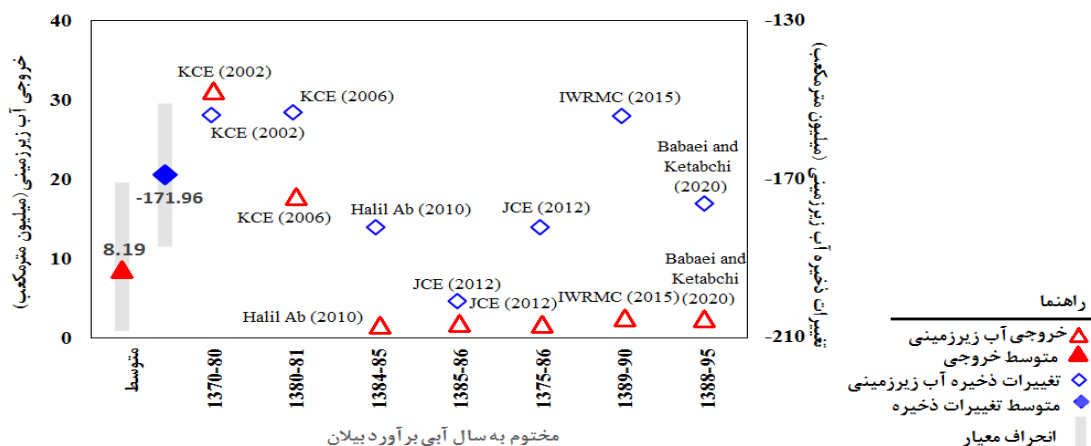 خروجی آب زیرزمینی (میلیون مترمکعب)
40
30
20
10
0
KCE (2002)
KCE (2002)
KCE (2006)
KCE (2006)
-171.96
8.19
Halil Ab (2010)
Halil Ab (2010)
JCE (2012)
JCE (2012)
JCE (2012)
IWRMC (2015)
IWRMC (2015)
Babaei and
Ketabchi
(2020)
Babaei and
Ketabchi
(2020)
-130
-170
-210
تغییرات ذخیره آب زیرزمینی (میلیون مترمکعب)
متوسط
1370-80
1380-81
1384-85
1385-86
1375-86
1389-90
1388-95
مختوم به سال آبی برآورد بیلان
راهنما
خروجی آب زیرزمینی
متوسط خروجی
تغییرات ذخیره آب زیرزمینی
متوسط تغییرات ذخیره
انحراف معیار